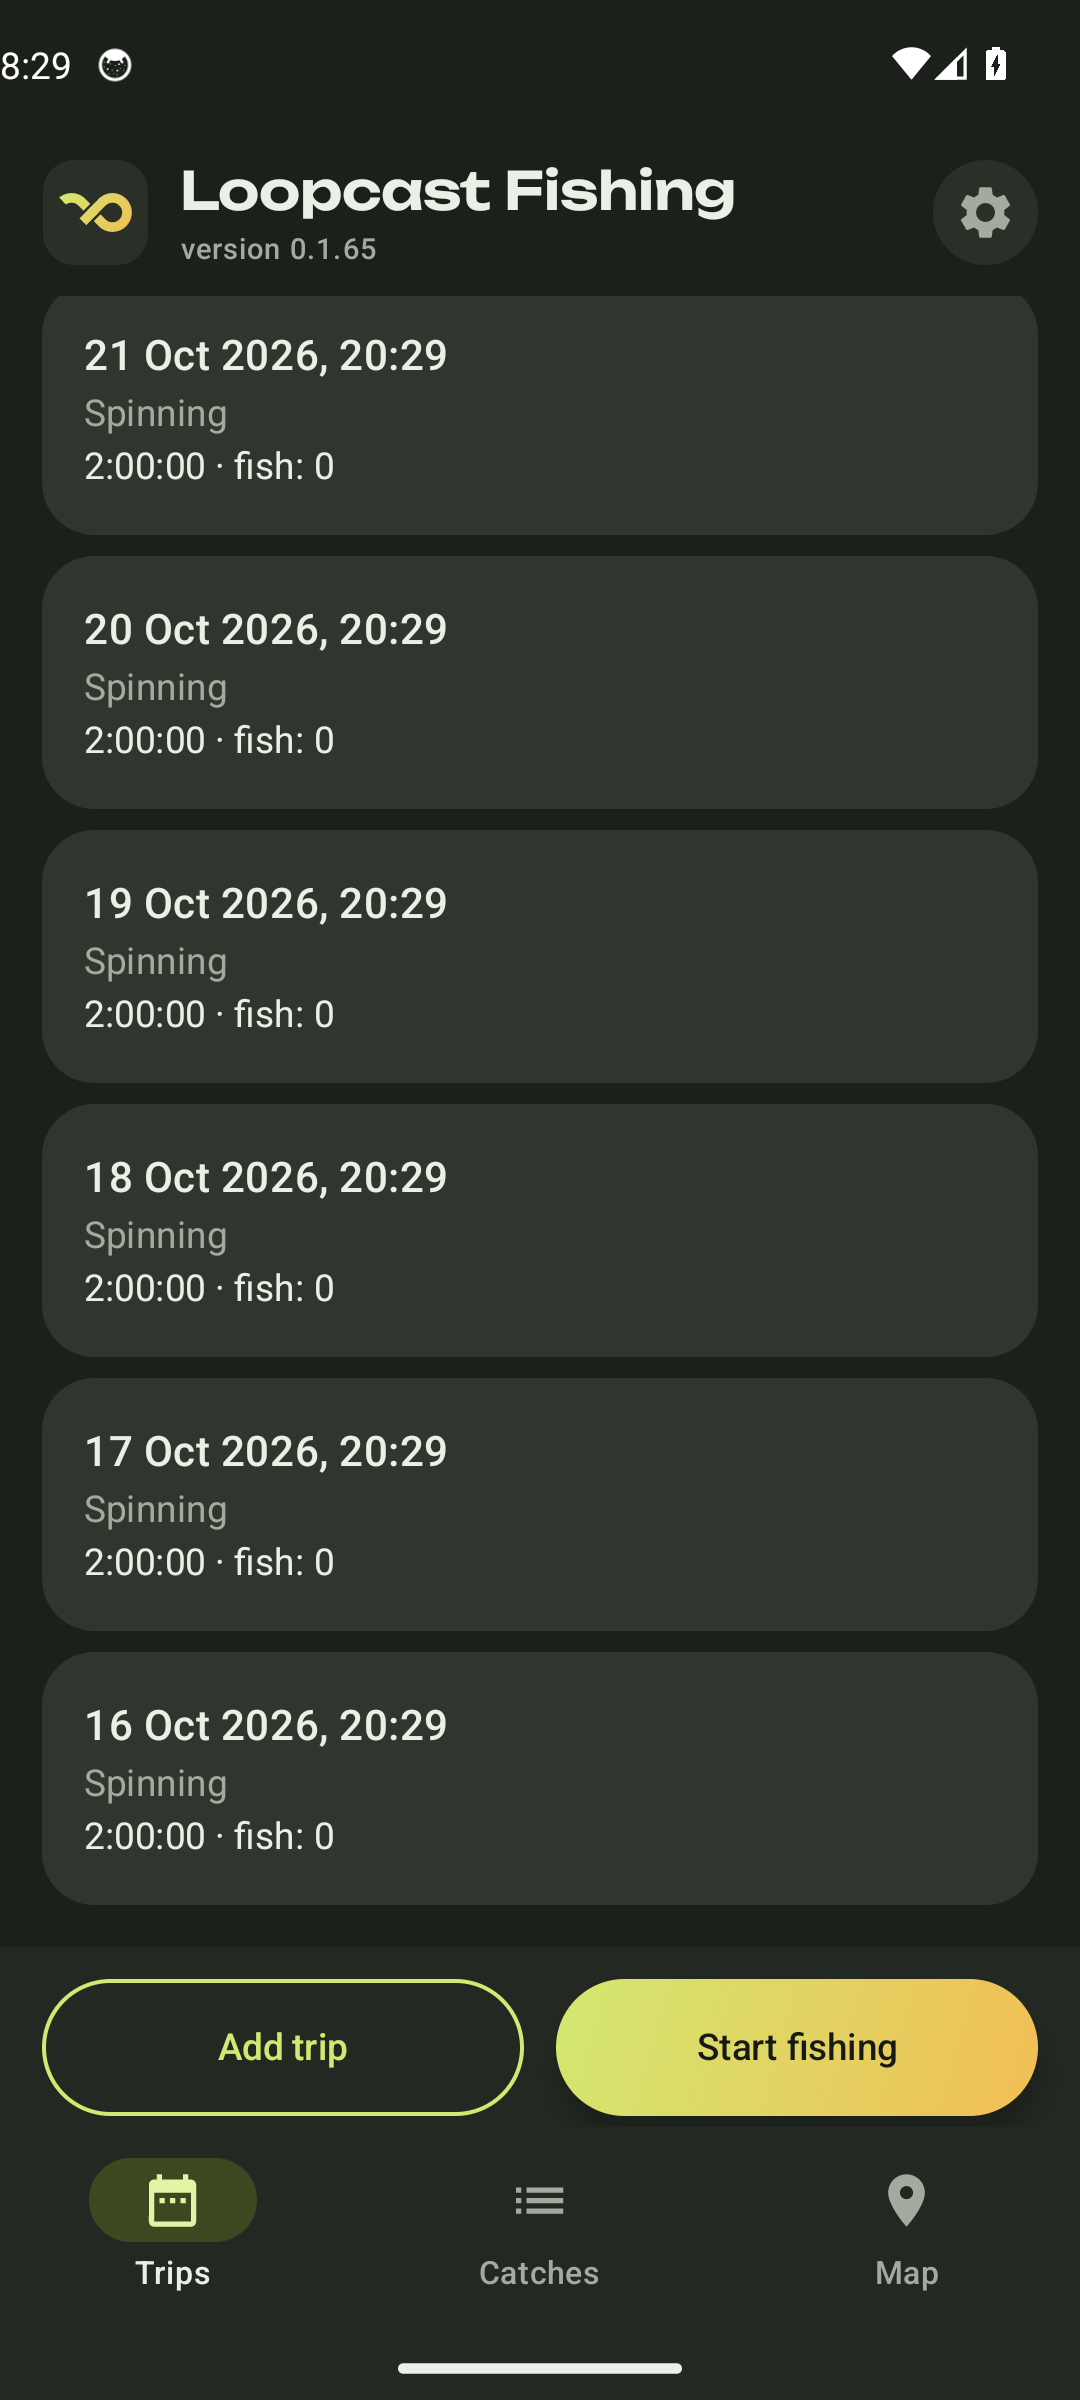 8:29
Loopcast Fishing
version 0.1.65
21 Oct 2026, 20:29
Spinning
2:00:00 · fish: 0
20 Oct 2026, 20:29
Spinning
2:00:00 · fish: 0
19 Oct 2026, 20:29
Spinning
2:00:00 · fish: 0
18 Oct 2026, 20:29
Spinning
2:00:00 · fish: 0
17 Oct 2026, 20:29
Spinning
2:00:00 · fish: 0
16 Oct 2026, 20:29
Spinning
2:00:00 · fish: 0
Add trip
Start fishing
Trips
Catches
Map